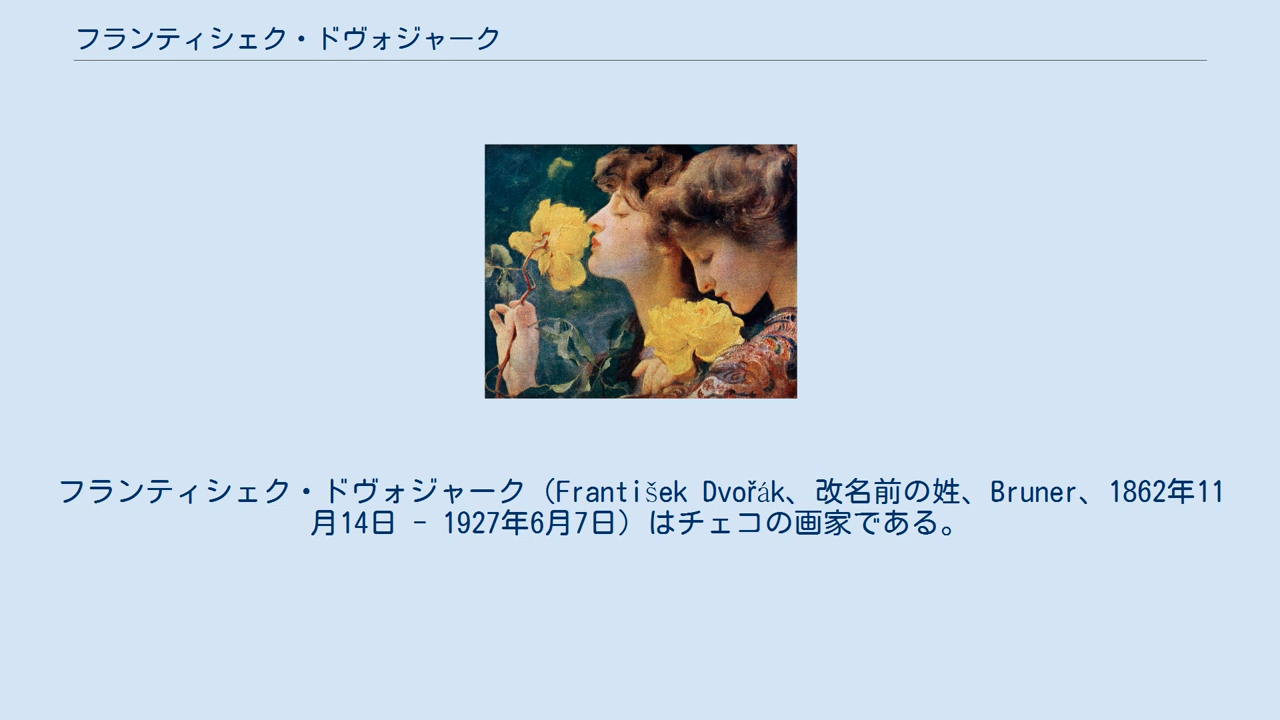 フランティシェク・ドヴォジャーク
フランティシェク・ドヴォジャーク（František Dvořák、改名前の姓、Bruner、1862年11
月14日 - 1927年6月7日）はチェコの画家である。